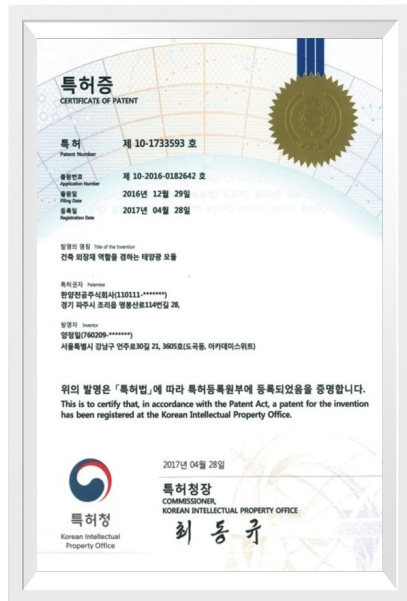 특허증
CERTIFICATE OF PATENT
특허 제 10-1733593 호
Patent Number
출원번호 제 10-2016-0182642 호
Application Number
출원일 2016년 12월 29일
Filing Date
등록일 2017년 04월 28일
Registration Date
발명의 명칭 Title of the Invention
건축 외장재 역할을 겸하는 태양광 모듈
특허권자 Patentee
한양전공주식회사(110111-*******)
경기 파주시 조리읍 명봉산로114번길 28,
발명자 Inventor
양정일(760209-*******)
서울특별시 강남구 언주로30길 21, 3605호(도곡동, 아카데미스위트)
위의 발명은 「특허법」에 따라 특허등록원부에 등록되었음을 증명합니다.
This is to certify that, in accordance with the Patent Act, a patent for the invention
has been registered at the Korean Intellectual Property Office.
2017년 04월 28일
특허청장
COMMISSIONER,
KOREAN INTELLECTUAL PROPERTY OFFICE
최동규
특허청
Korean Intellectual
Property Office